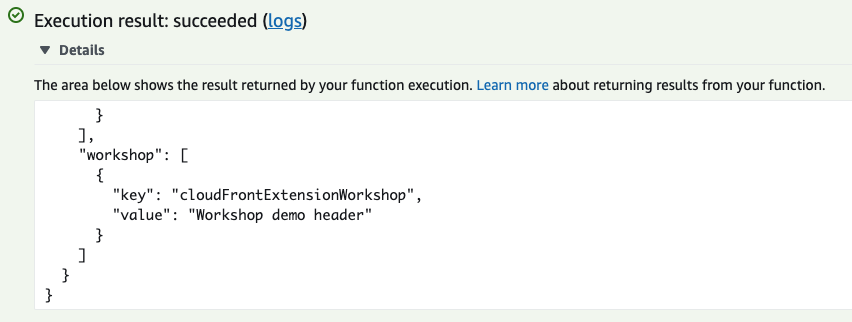 Execution result: succeeded (logs)
▼ Details
The area below shows the result returned by your function execution. Learn more about returning results from your function.
      }
    ],
    "workshop": [
      {
        "key": "cloudFrontExtensionWorkshop",
        "value": "Workshop demo header"
      }
    ]
  }
}